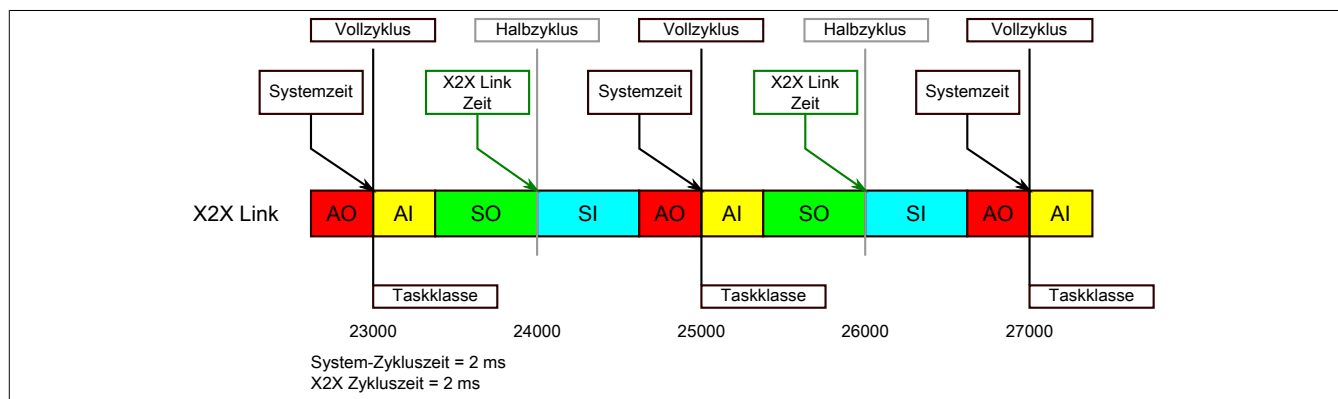 Vollzyklus Halbzyklus Vollzyklus Halbzyklus Vollzyklus
Systemzeit X2X Link Zeit Systemzeit X2X Link Zeit Systemzeit
X2X Link AO AI SO SI AO AI SO SI AO AI
Taskklasse Taskklasse Taskklasse
23000 24000 25000 26000 27000
System-Zykluszeit = 2 ms
X2X Zykluszeit = 2 ms